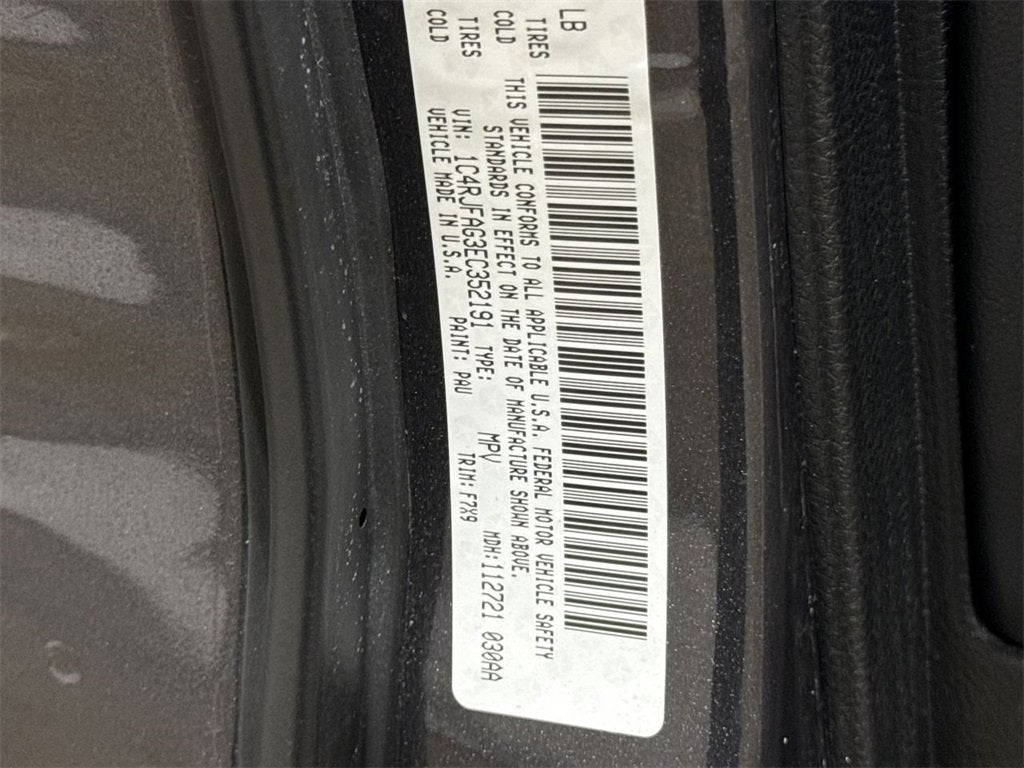 LB
TIRES
COLD
TIRES
COLD
THIS VEHICLE CONFORMS TO ALL APPLICABLE U.S.A. FEDERAL MOTOR VEHICLE SAFETY
STANDARDS IN EFFECT ON THE DATE OF MANUFACTURE SHOWN ABOVE.
VIN: 1C4RJFAG3EC352191 TYPE: MPV MDH:112721 030AA
VEHICLE MADE IN U.S.A. PAINT: PAU TRIM: F7X9